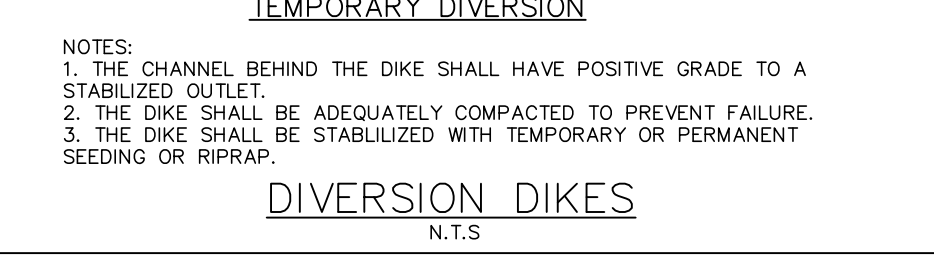 TEMPORARY DIVERSION
NOTES:
1. THE CHANNEL BEHIND THE DIKE SHALL HAVE POSITIVE GRADE TO A
STABILIZED OUTLET.
2. THE DIKE SHALL BE ADEQUATELY COMPACTED TO PREVENT FAILURE.
3. THE DIKE SHALL BE STABLILIZED WITH TEMPORARY OR PERMANENT
SEEDING OR RIPRAP.
DIVERSION DIKES
N.T.S